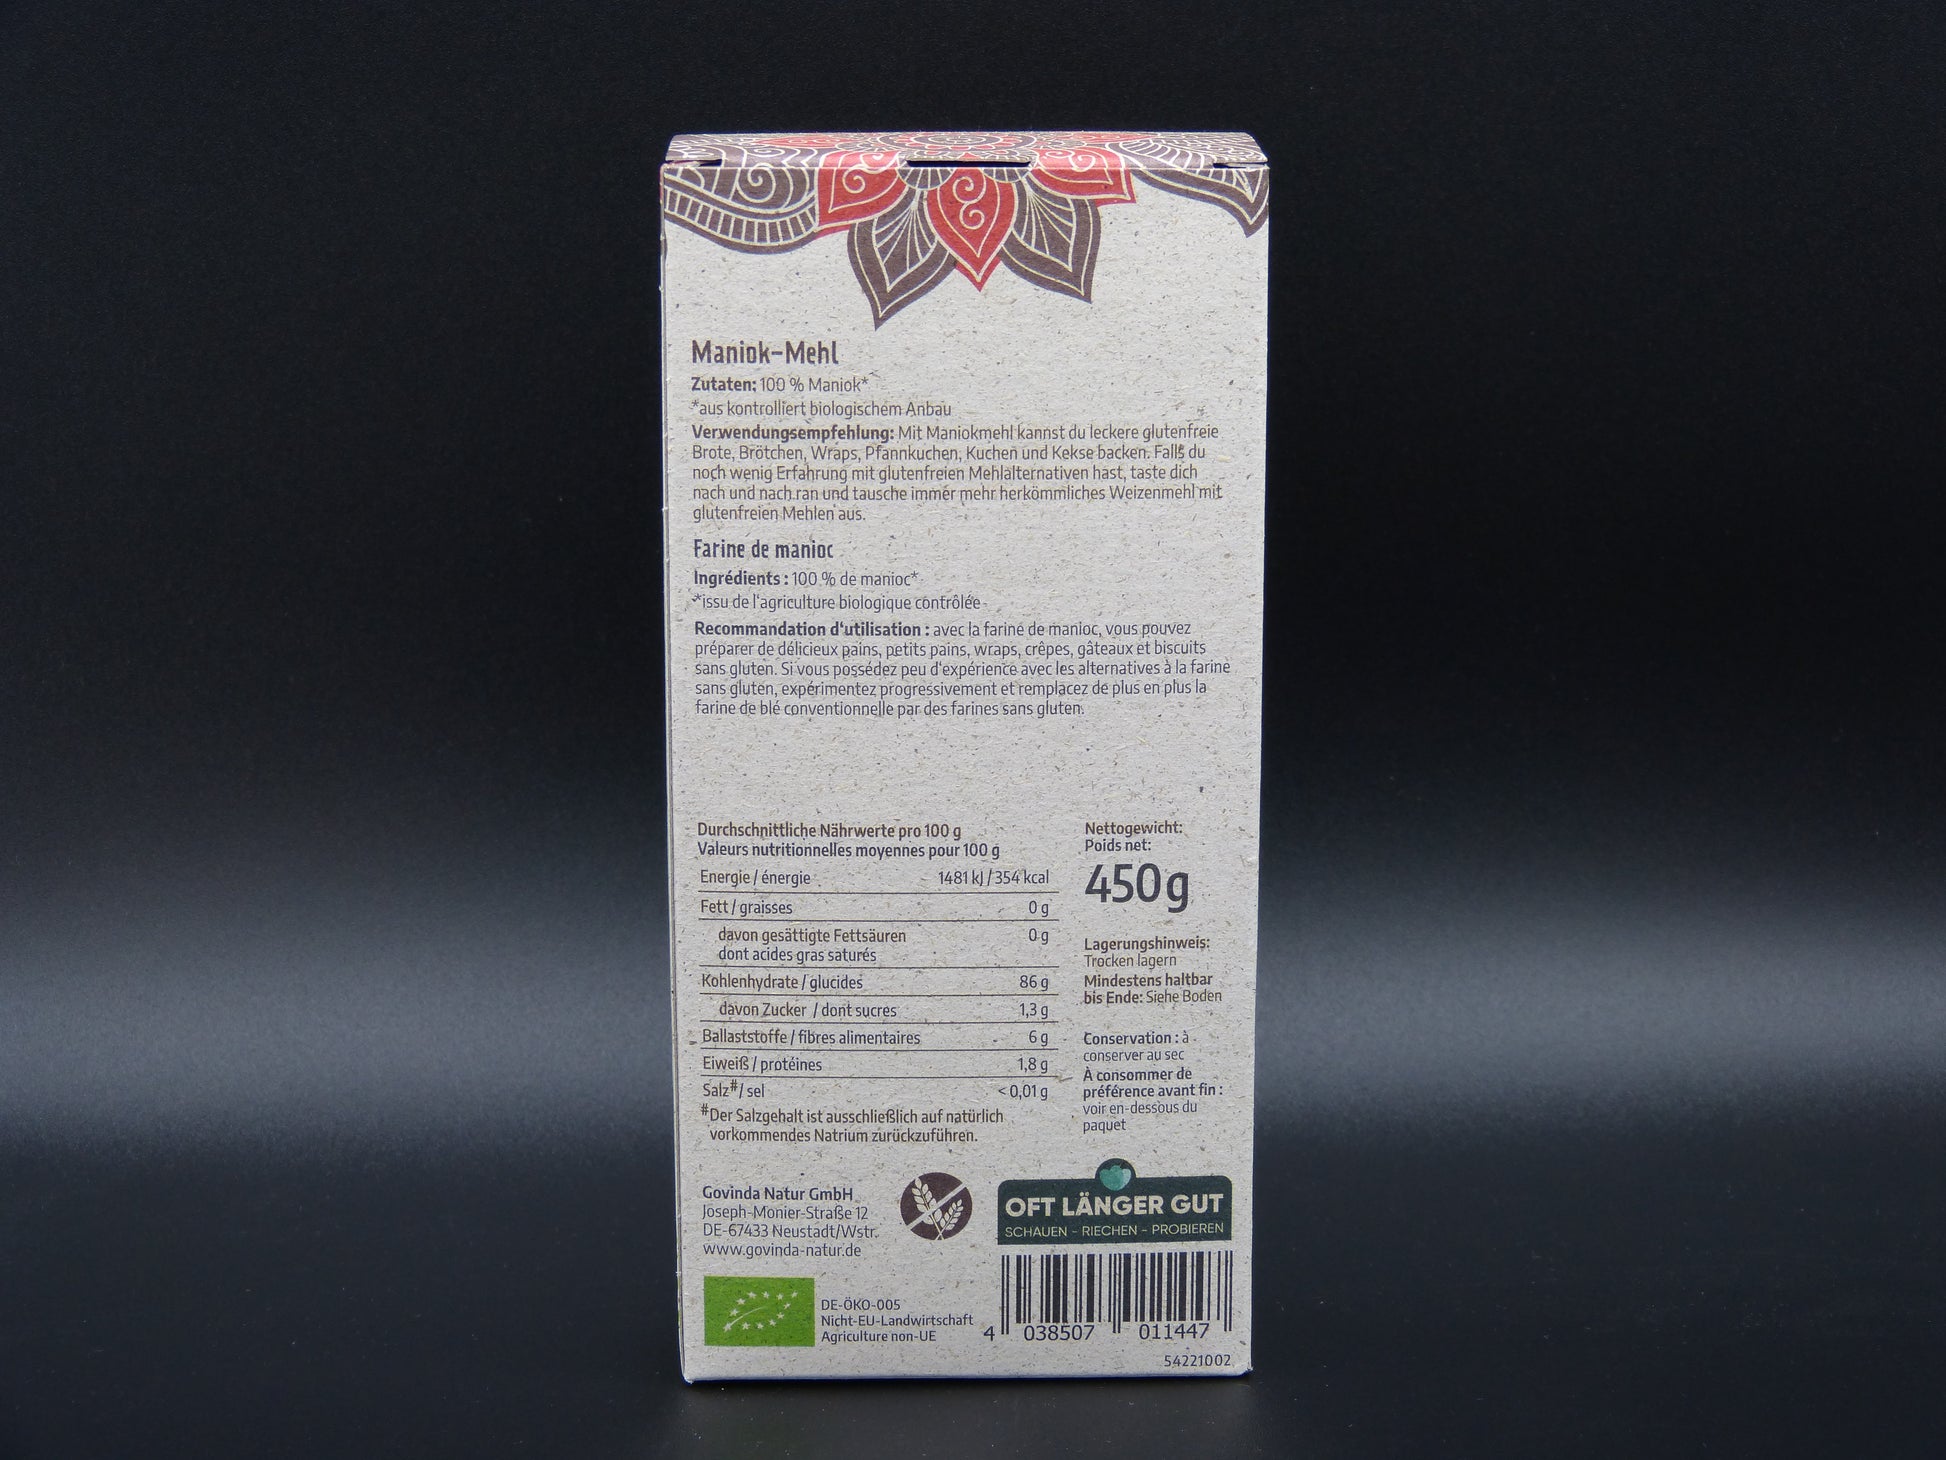 Maniok-Mehl
Zutaten: 100 % Maniok*
*aus kontrolliert biologischem Anbau
Verwendungsempfehlung: Mit Maniokmehl kannst du leckere glutenfreie
Brote, Brötchen, Wraps, Pfannkuchen, Kuchen und Kekse backen. Falls du
noch wenig Erfahrung mit glutenfreien Mehlalternativen hast, taste dich
nach und nach ran und tausche immer mehr herkömmliches Weizenmehl mit
glutenfreien Mehlen aus.
Farine de manioc
Ingrédients : 100 % de manioc*
*issu de l'agriculture biologique contrôlée
Recommandation d'utilisation : avec la farine de manioc, vous pouvez
préparer de délicieux pains, petits pains, wraps, crêpes, gâteaux et biscuits
sans gluten. Si vous possédez peu d'expérience avec les alternatives à la farine
sans gluten, expérimentez progressivement et remplacez de plus en plus la
farine de blé conventionnelle par des farines sans gluten.
Durchschnittliche Nährwerte pro 100 g
Valeurs nutritionnelles moyennes pour 100 g
Energie / énergie 1481 kJ / 354 kcal
Fett / graisses 0 g
davon gesättigte Fettsäuren 0 g
dont acides gras saturés
Kohlenhydrate / glucides 86 g
davon Zucker / dont sucres 1,3 g
Ballaststoffe / fibres alimentaires 6 g
Eiweiß / protéines 1,8 g
Salz# / sel < 0,01 g
#Der Salzgehalt ist ausschließlich auf natürlich
vorkommendes Natrium zurückzuführen.
Nettogewicht:
Poids net:
450g
Lagerungshinweis:
Trocken lagern
Mindestens haltbar
bis Ende: Siehe Boden
Conservation : à
conserver au sec
À consommer de
préférence avant fin :
voir en-dessous du
paquet
Govinda Natur GmbH
Joseph-Monier-Straße 12
DE-67433 Neustadt/Wstr.
www.govinda-natur.de
OFT LÄNGER GUT
SCHAUEN - RIECHEN - PROBIEREN
DE-ÖKO-005
Nicht-EU-Landwirtschaft
Agriculture non-UE
4 038507 011447
54221002